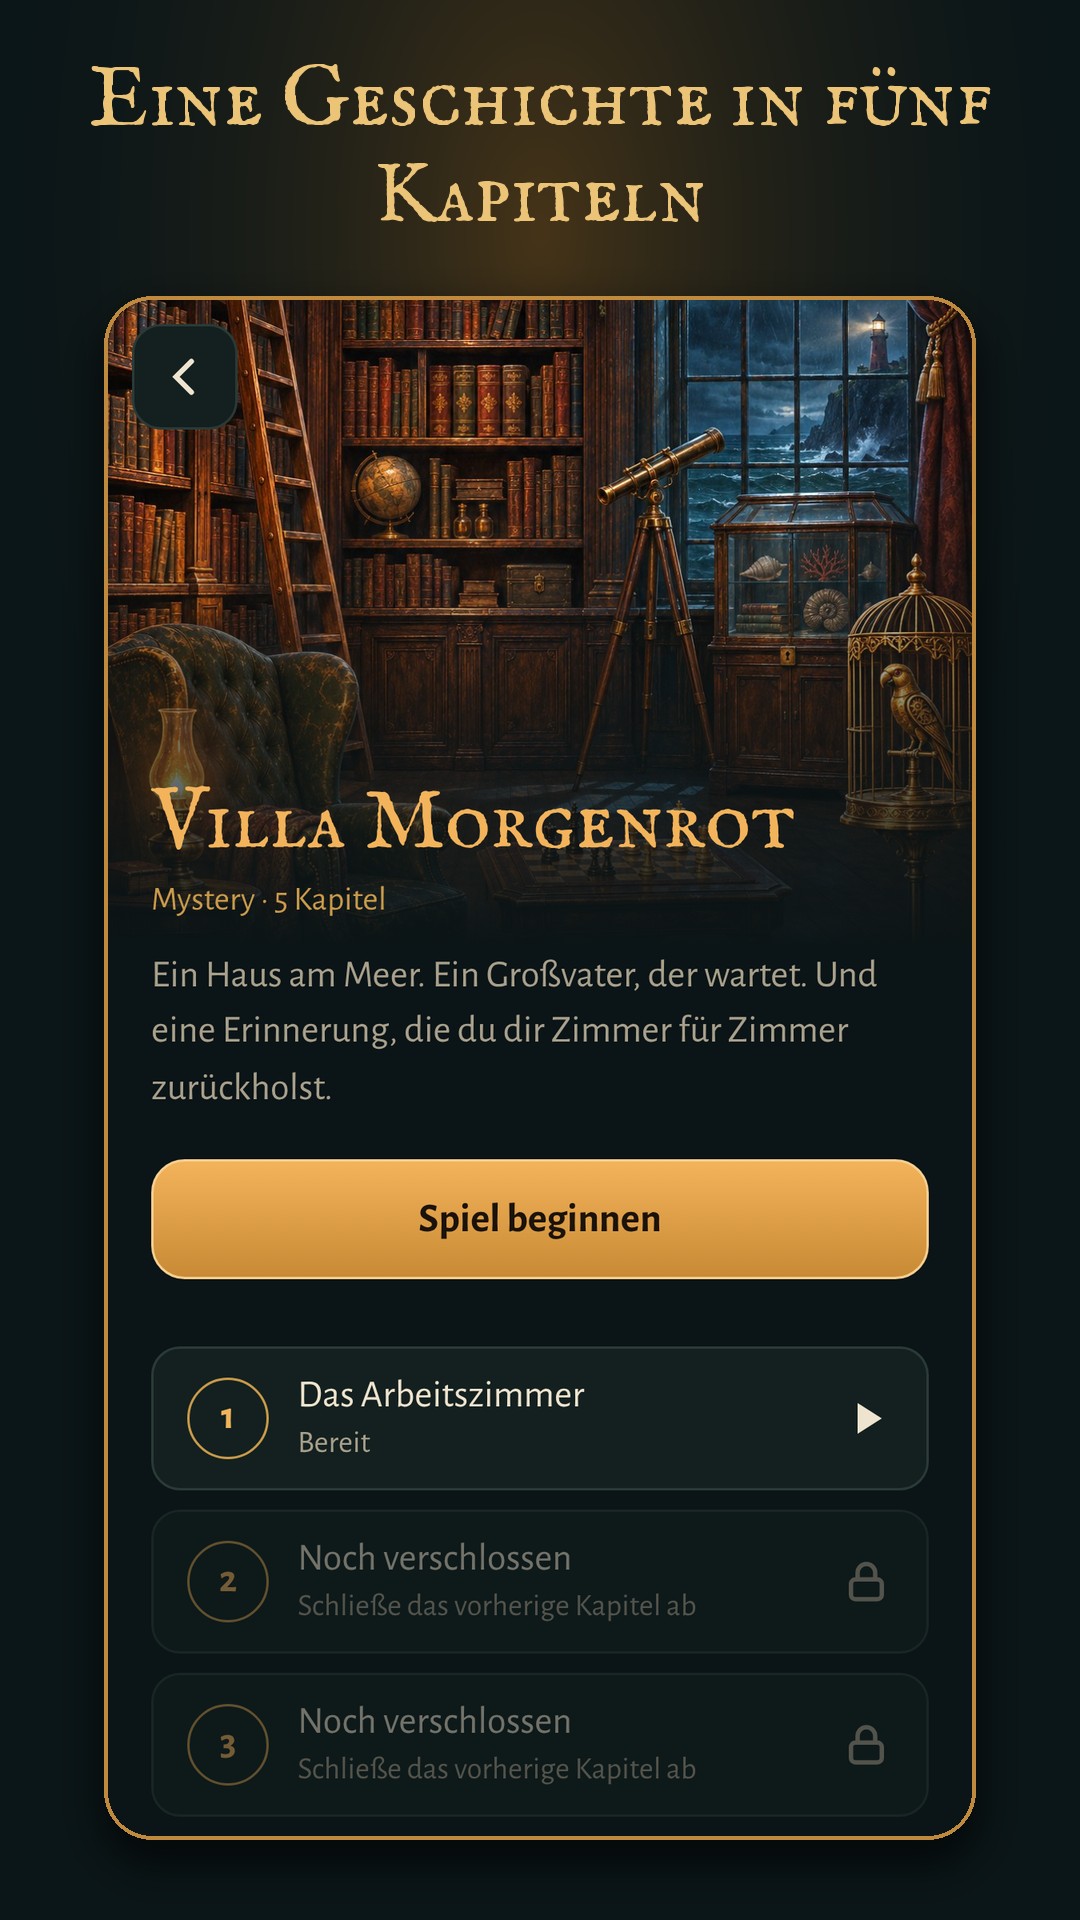 Eine Geschichte in fünf
Kapiteln
Villa Morgenrot
Mystery · 5 Kapitel
Ein Haus am Meer. Ein Großvater, der wartet. Und
eine Erinnerung, die du dir Zimmer für Zimmer
zurückholst.
Spiel beginnen
1
Das Arbeitszimmer
Bereit
2
Noch verschlossen
Schließe das vorherige Kapitel ab
3
Noch verschlossen
Schließe das vorherige Kapitel ab